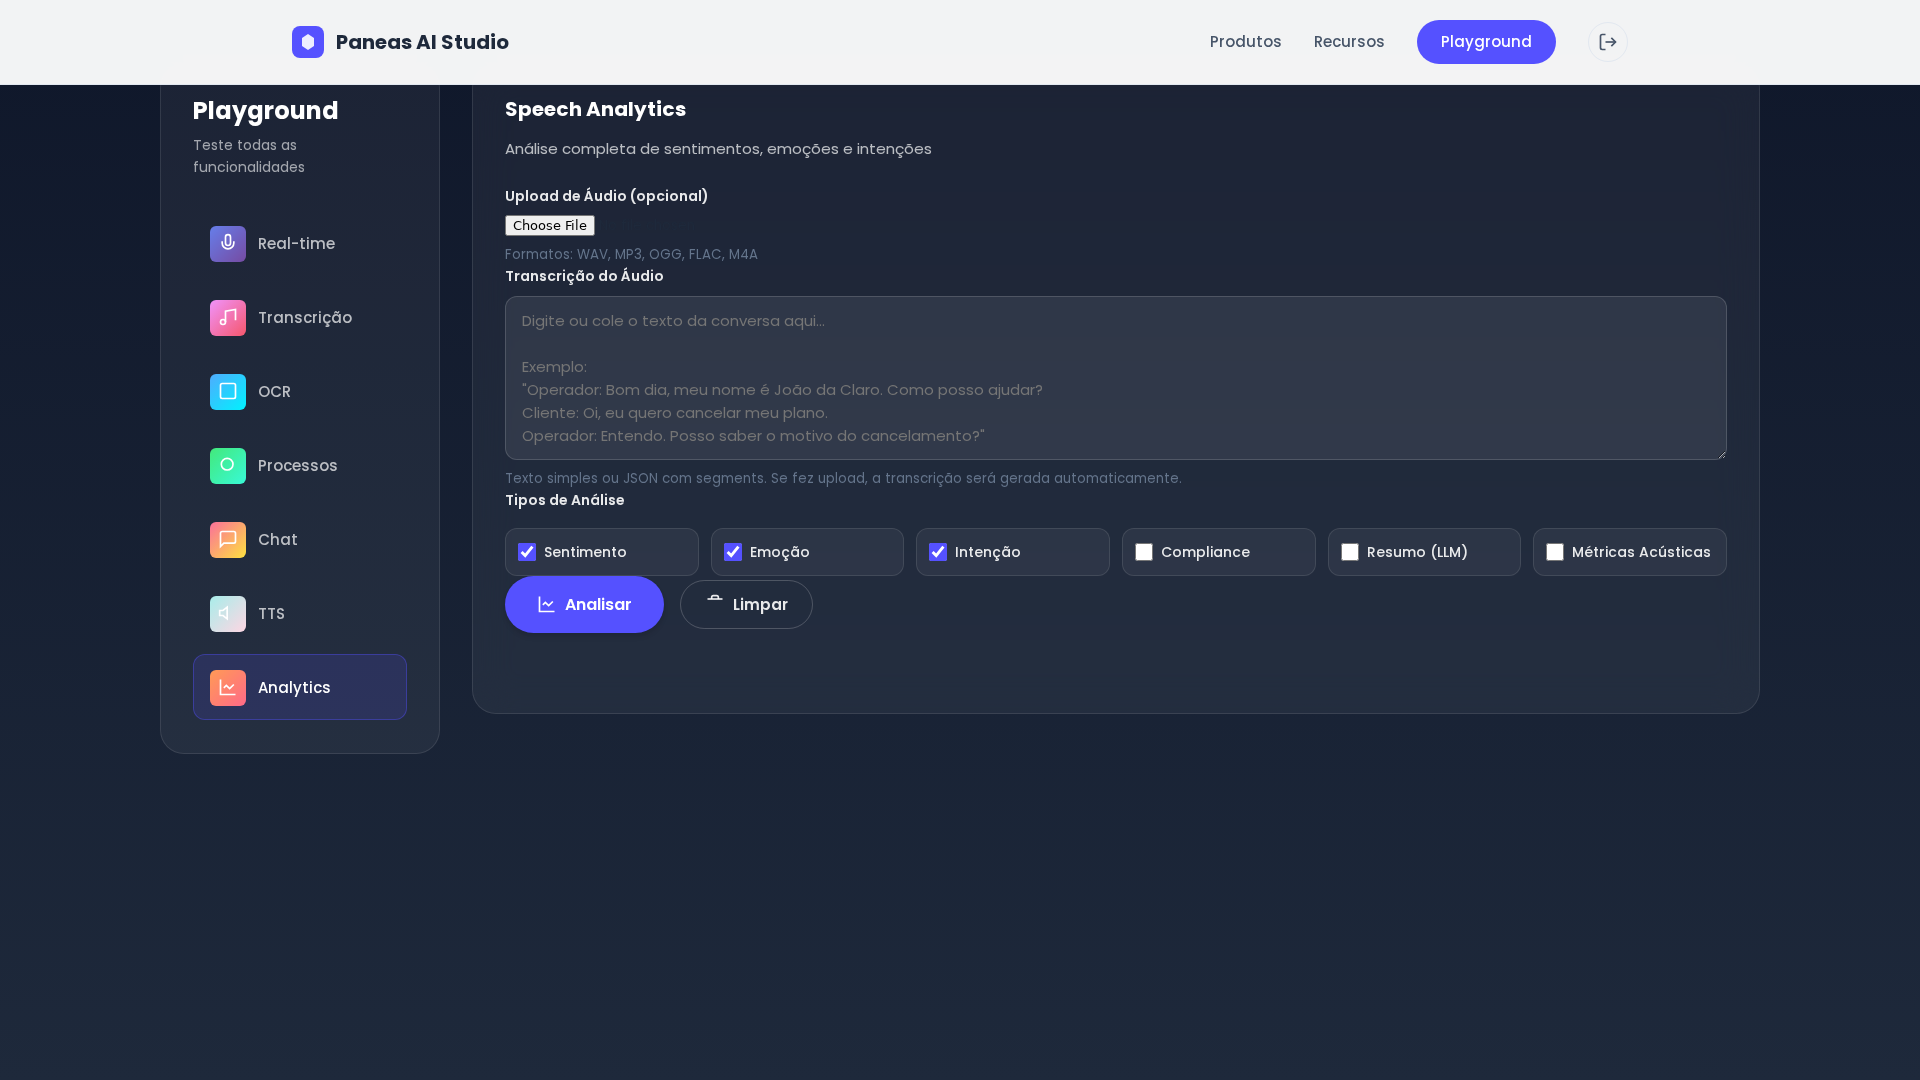 Paneas AI Studio
Produtos
Recursos
Playground
Playground
Teste todas as
funcionalidades
Real-time
Transcrição
OCR
Processos
Chat
TTS
Analytics
Speech Analytics
Análise completa de sentimentos, emoções e intenções
Upload de Áudio (opcional)
Choose File
Formatos: WAV, MP3, OGG, FLAC, M4A
Transcrição do Áudio
Digite ou cole o texto da conversa aqui...
Exemplo:
"Operador: Bom dia, meu nome é João da Claro. Como posso ajudar?
Cliente: Oi, eu quero cancelar meu plano.
Operador: Entendo. Posso saber o motivo do cancelamento?"
Texto simples ou JSON com segments. Se fez upload, a transcrição será gerada automaticamente.
Tipos de Análise
Sentimento
Emoção
Intenção
Compliance
Resumo (LLM)
Métricas Acústicas
Analisar
Limpar